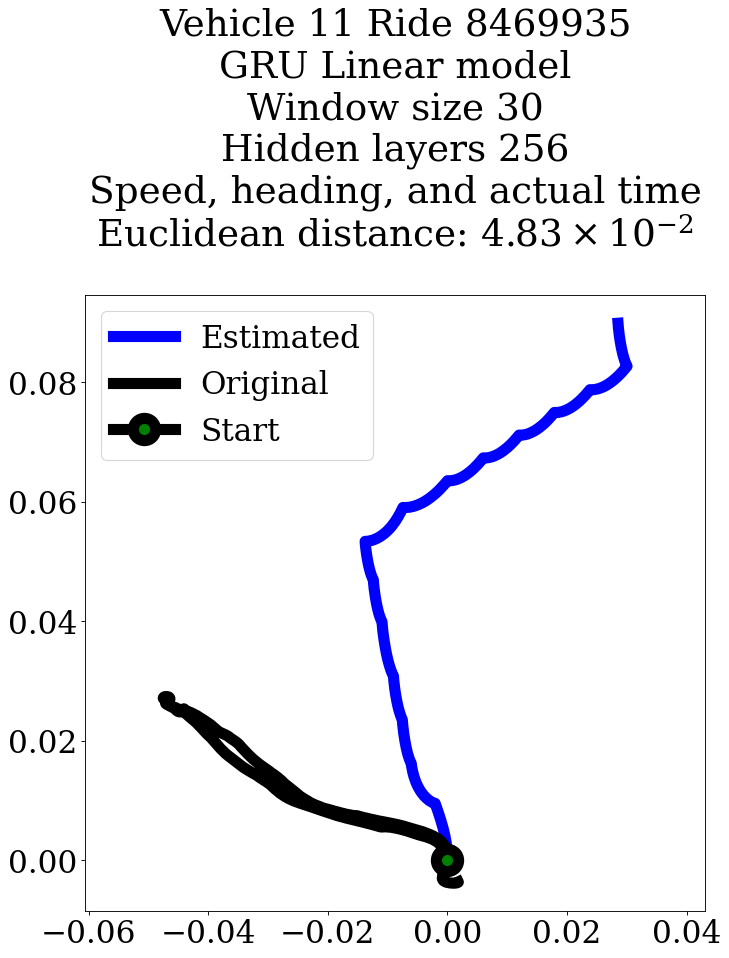 Vehicle 11 Ride 8469935
GRU Linear model
Window size 30
Hidden layers 256
Speed, heading, and actual time
Euclidean distance: 4.83 × 10⁻²
Estimated
Original
Start
0.08
0.06
0.04
0.02
0.00
−0.06 −0.04 −0.02 0.00 0.02 0.04